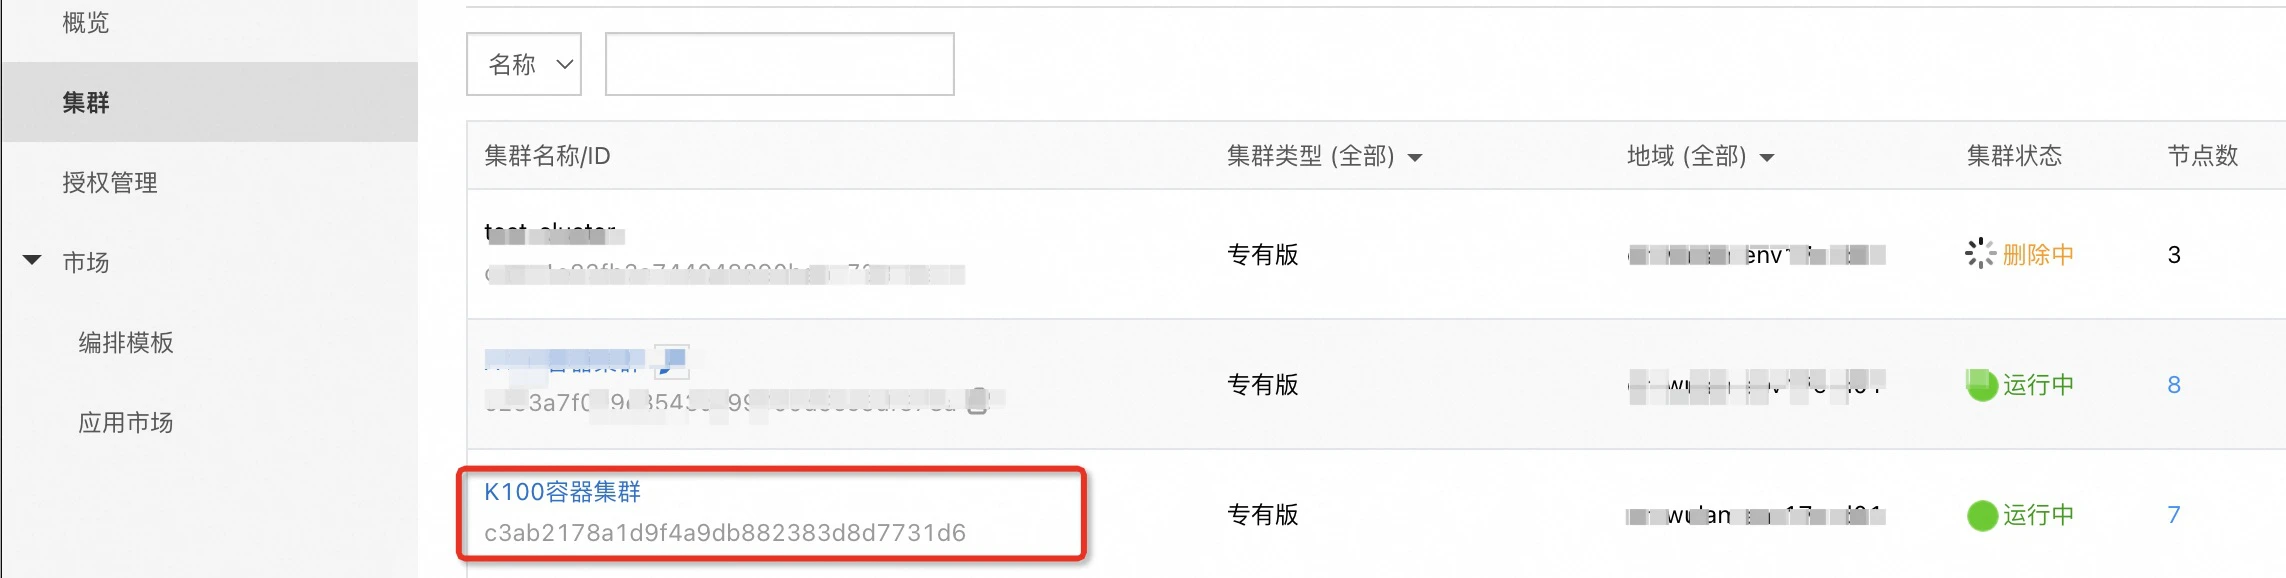 概览
集群
授权管理
市场
编排模板
应用市场
名称
集群名称/ID 集群类型 (全部) 地域 (全部) 集群状态 节点数
专有版 删除中 3
专有版 运行中 8
K100容器集群
c3ab2178a1d9f4a9db882383d8d7731d6
专有版 运行中 7